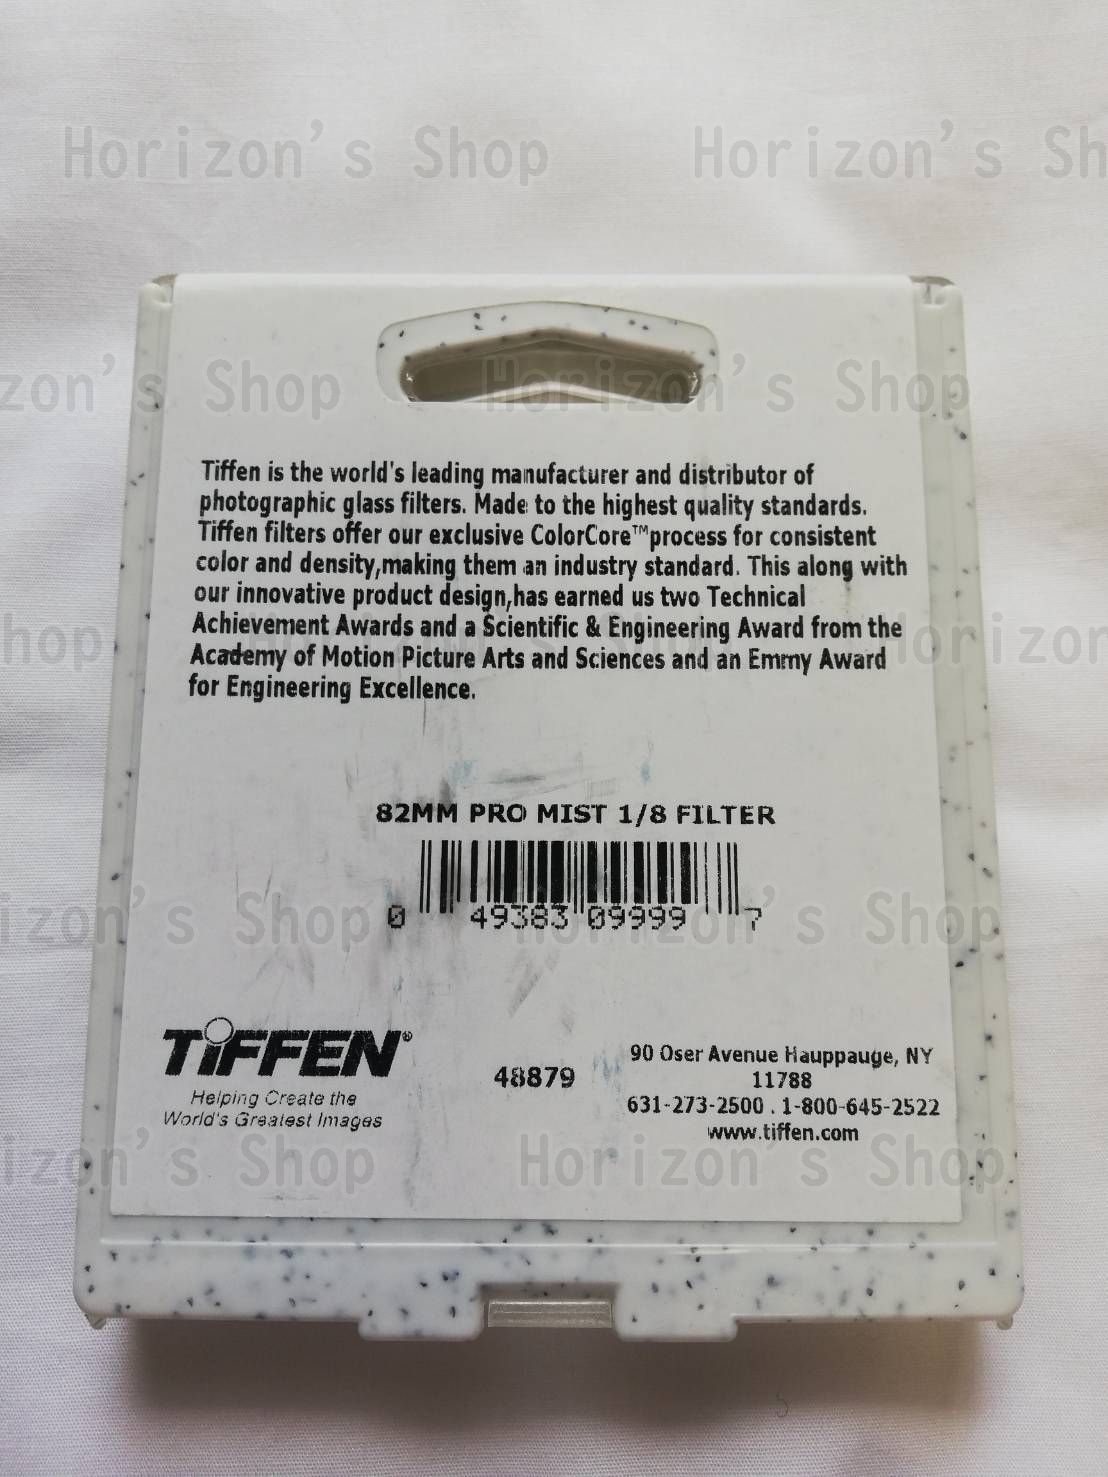 Horizon's Shop Horizon's Sh
zon's Shop Horizon's Shop
Tiffen is the world's leading manufacturer and distributor of
photographic glass filters. Made to the highest quality standards.
Tiffen filters offer our exclusive ColorCore™process for consistent
color and density,making them an industry standard. This along with
our innovative product design,has earned us two Technical
Achievement Awards and a Scientific & Engineering Award from the
hop Horizon's Shop Horizon
Academy of Motion Picture Arts and Sciences and an Emmy Award
for Engineering Excellence.
82MM PRO MIST 1/8 FILTER
0 49383 09999 7
izon's Shop Horizon's Shop
TIFFEN®
Helping Create the
World's Greatest Images
48879
90 Oser Avenue Hauppauge, NY
11788
631-273-2500 . 1-800-645-2522
www.tiffen.com
izon's Shop Horizon's Shop